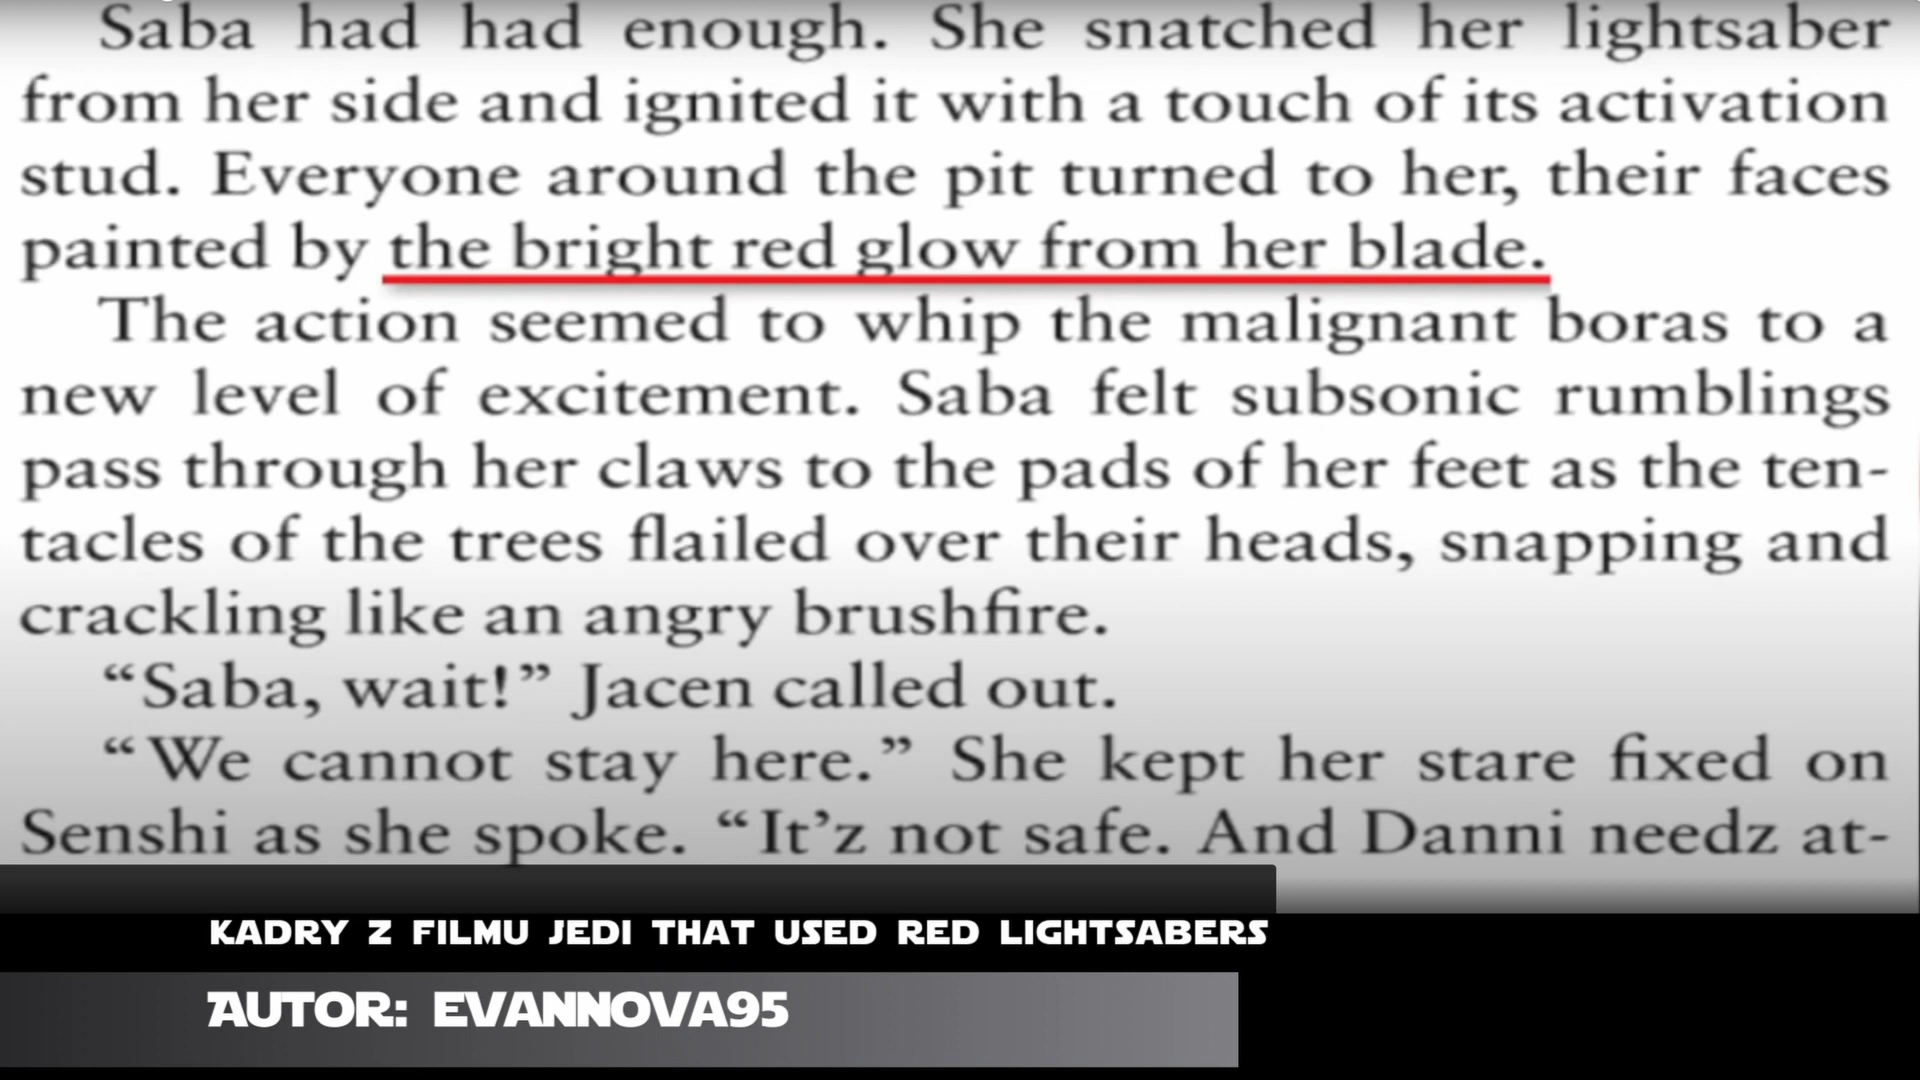 Saba had had enough. She snatched her lightsaber
from her side and ignited it with a touch of its activation
stud. Everyone around the pit turned to her, their faces
painted by the bright red glow from her blade.
The action seemed to whip the malignant boras to a
new level of excitement. Saba felt subsonic rumblings
pass through her claws to the pads of her feet as the ten-
tacles of the trees flailed over their heads, snapping and
crackling like an angry brushfire.
“Saba, wait!” Jacen called out.
“We cannot stay here.” She kept her stare fixed on
Senshi as she spoke. “It’z not safe. And Danni needz at-
KADRY Z FILMU JEDI THAT USED RED LIGHTSABERS
AUTOR: EVANNOVA95